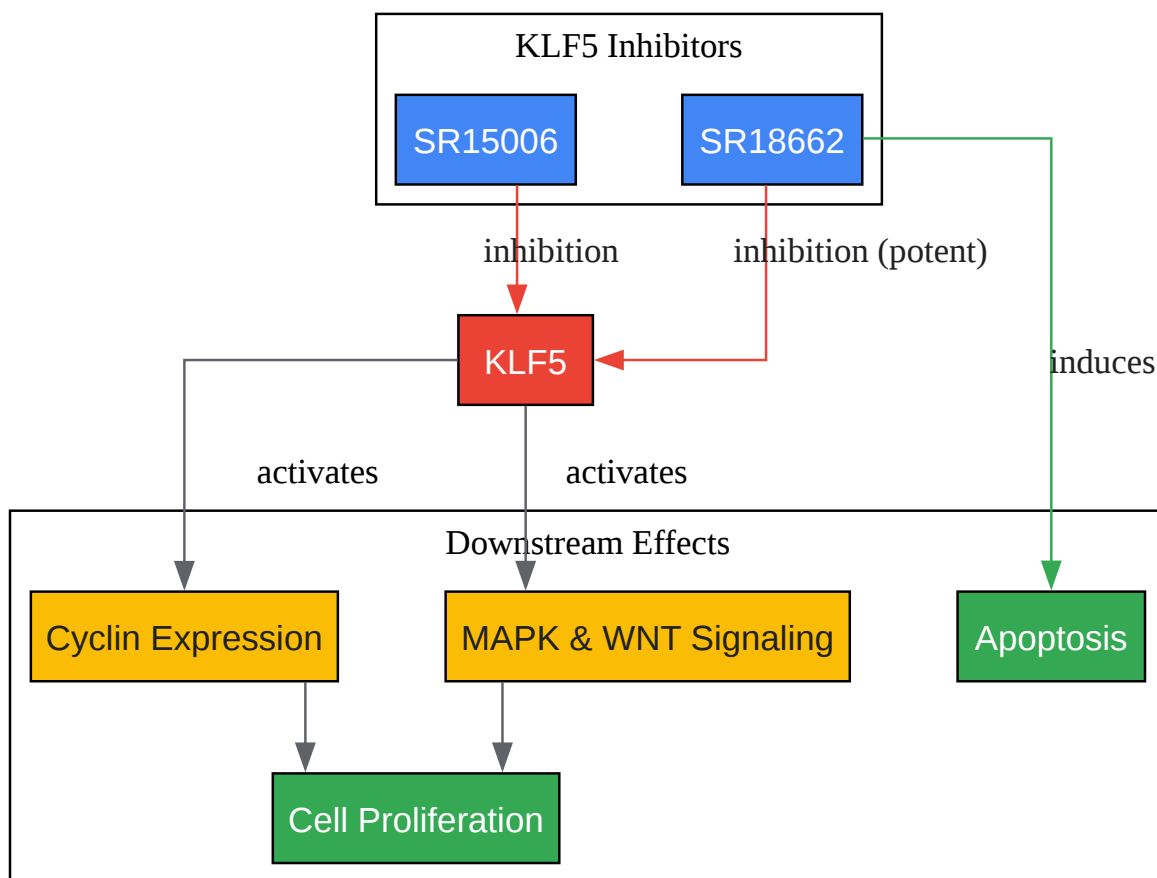 KLF5 Inhibitors
SR15006
SR18662
inhibition
inhibition (potent)
KLF5
induces
activates
activates
Downstream Effects
Cyclin Expression
MAPK & WNT Signaling
Apoptosis
Cell Proliferation